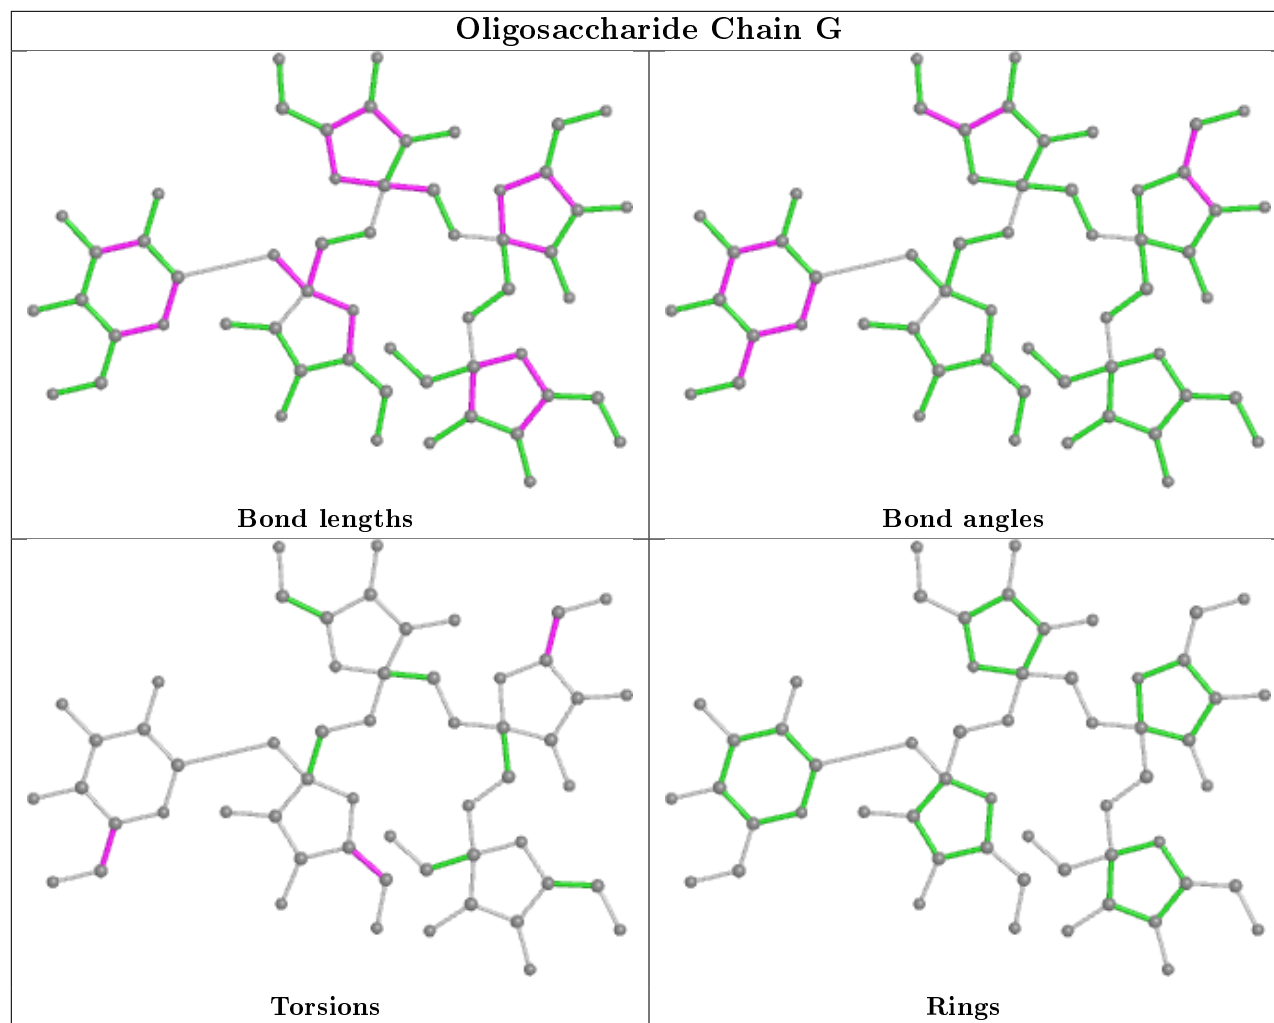 Oligosaccharide Chain G
Bond lengths
Bond angles
Torsions
Rings